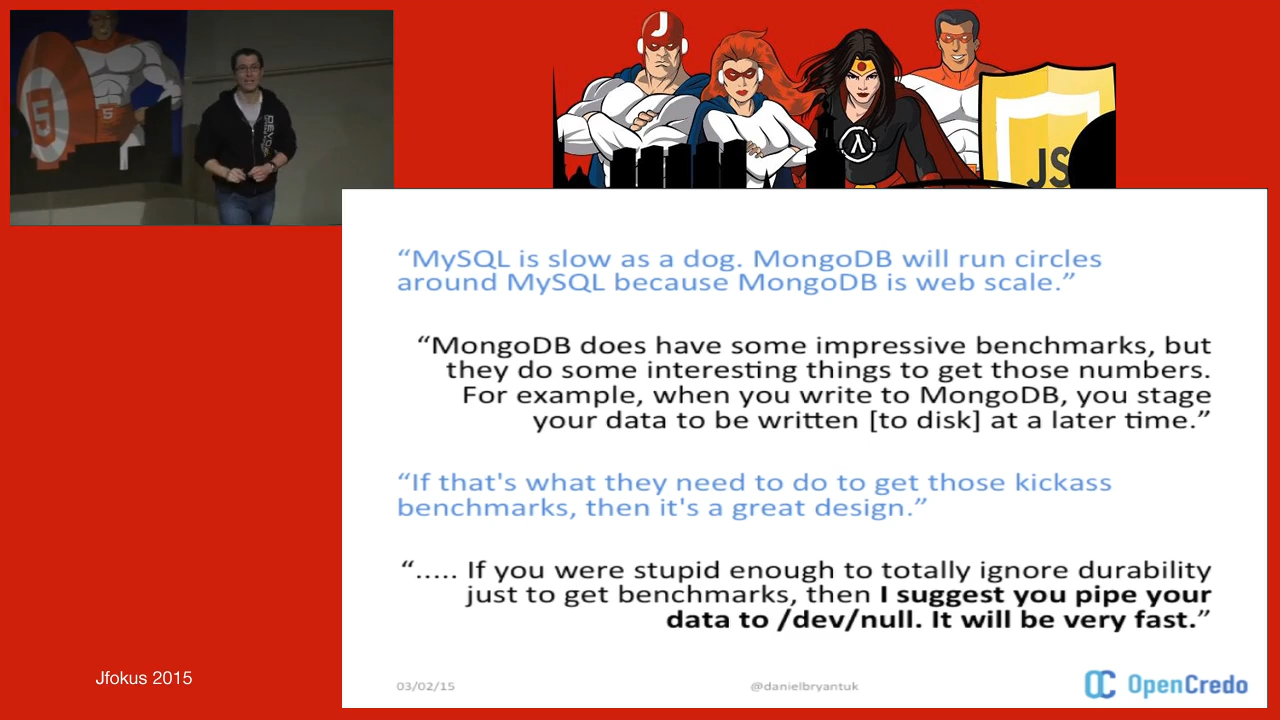 5
5
DEVO
J
λ
JS
“MySQL is slow as a dog. MongoDB will run circles
around MySQL because MongoDB is web scale.”
“MongoDB does have some impressive benchmarks, but
they do some interesting things to get those numbers.
For example, when you write to MongoDB, you stage
your data to be written [to disk] at a later time.”
“If that's what they need to do to get those kickass
benchmarks, then it's a great design.”
“..... If you were stupid enough to totally ignore durability
just to get benchmarks, then I suggest you pipe your
data to /dev/null. It will be very fast.”
Jfokus 2015
03/02/15
@danielbryantuk
OC OpenCredo